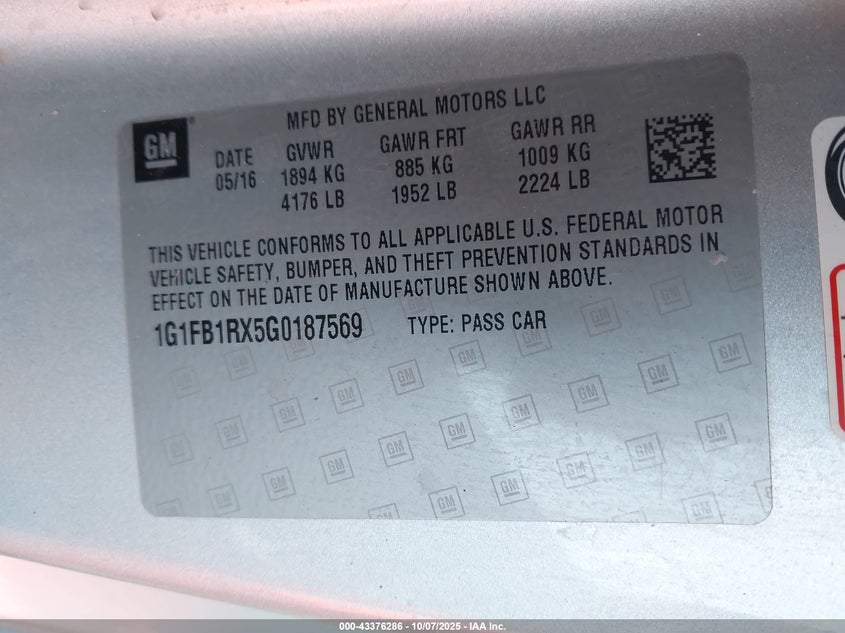 GM
MFD BY GENERAL MOTORS LLC
DATE GVWR GAWR FRT GAWR RR
05/16 1894 KG 885 KG 1009 KG
4176 LB 1952 LB 2224 LB
THIS VEHICLE CONFORMS TO ALL APPLICABLE U.S. FEDERAL MOTOR
VEHICLE SAFETY, BUMPER, AND THEFT PREVENTION STANDARDS IN
EFFECT ON THE DATE OF MANUFACTURE SHOWN ABOVE.
1G1FB1RX5G0187569 TYPE: PASS CAR
000-43376286 - 10/07/2025 - IAA Inc.